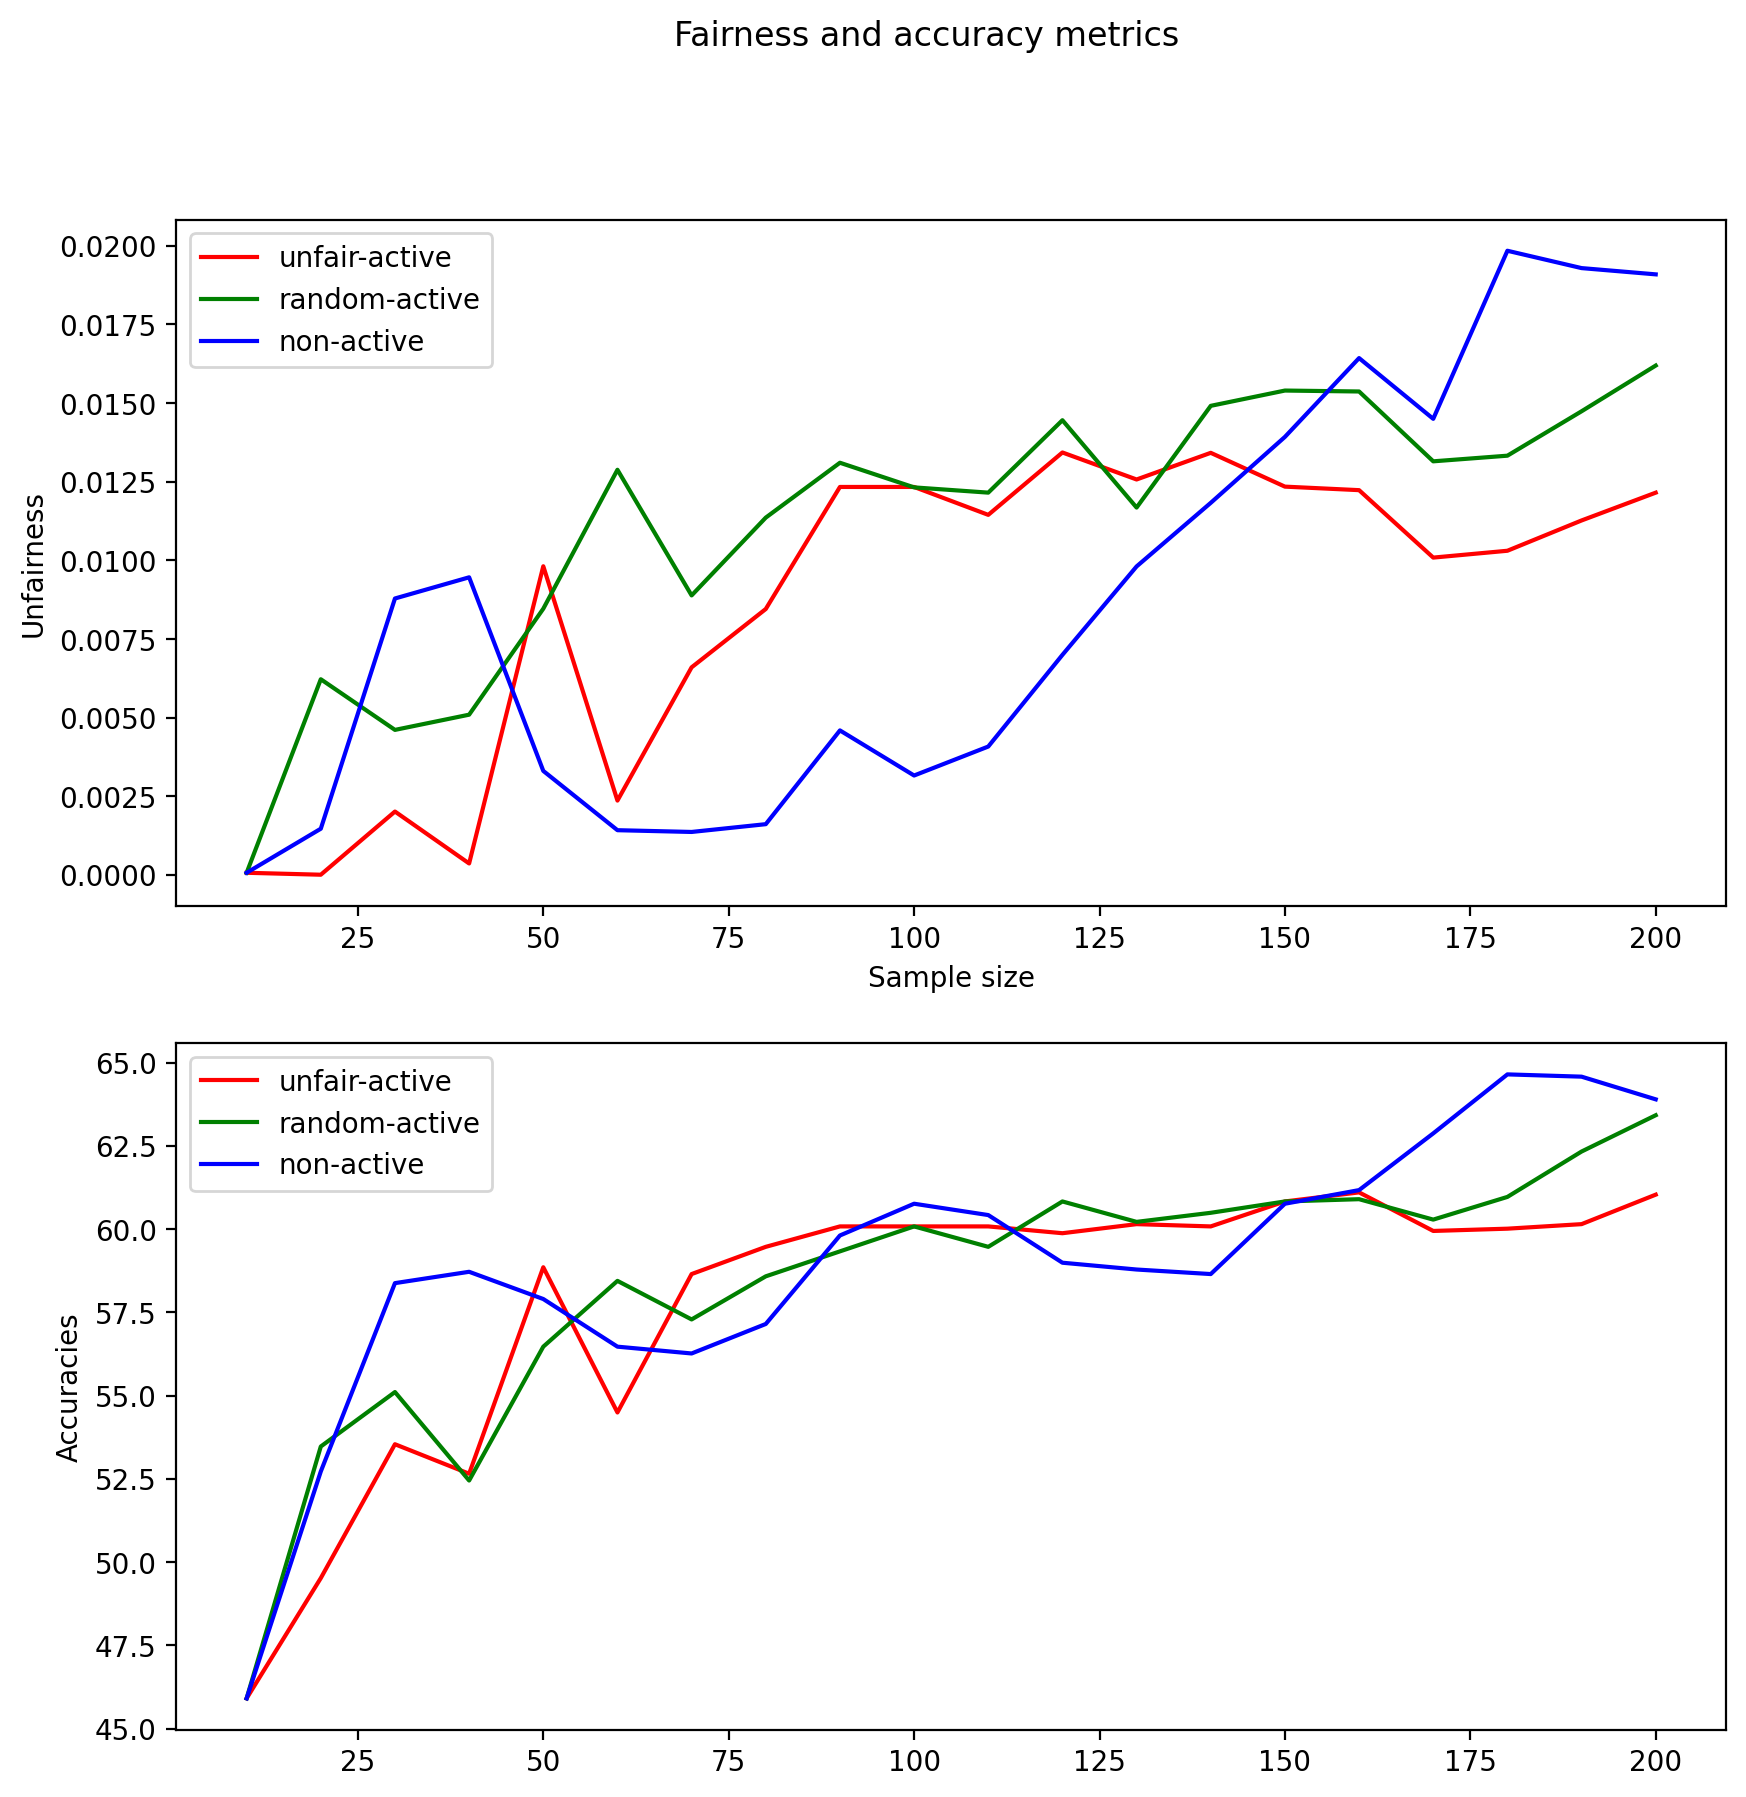 Fairness and accuracy metrics
0.0200
0.0175
0.0150
0.0125
0.0100
0.0075
0.0050
0.0025
0.0000
Unfairness
unfair-active
random-active
non-active
25 50 75 100 125 150 175 200
Sample size
65.0
62.5
60.0
57.5
55.0
52.5
50.0
47.5
45.0
Accuracies
unfair-active
random-active
non-active
25 50 75 100 125 150 175 200